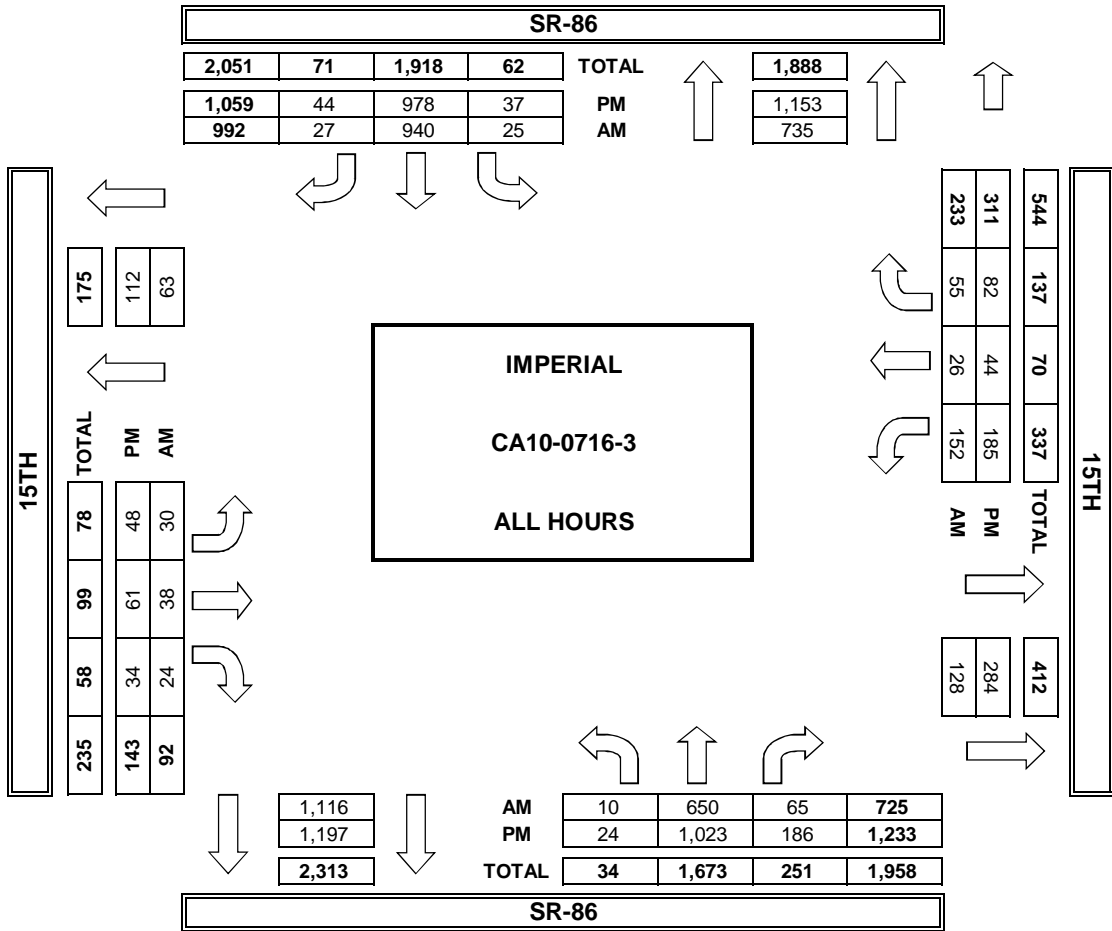 SR-86
2,051 71 1,918 62 TOTAL 1,888
1,059 44 978 37 PM 1,153
992 27 940 25 AM 735
15TH
175 112 63
TOTAL PM AM
78 48 30
99 61 38
58 34 24
235 143 92
IMPERIAL
CA10-0716-3
ALL HOURS
233 311 544
55 82 137
26 44 70
152 185 337
AM PM TOTAL
128 284 412
15TH
1,116 AM 10 650 65 725
1,197 PM 24 1,023 186 1,233
2,313 TOTAL 34 1,673 251 1,958
SR-86